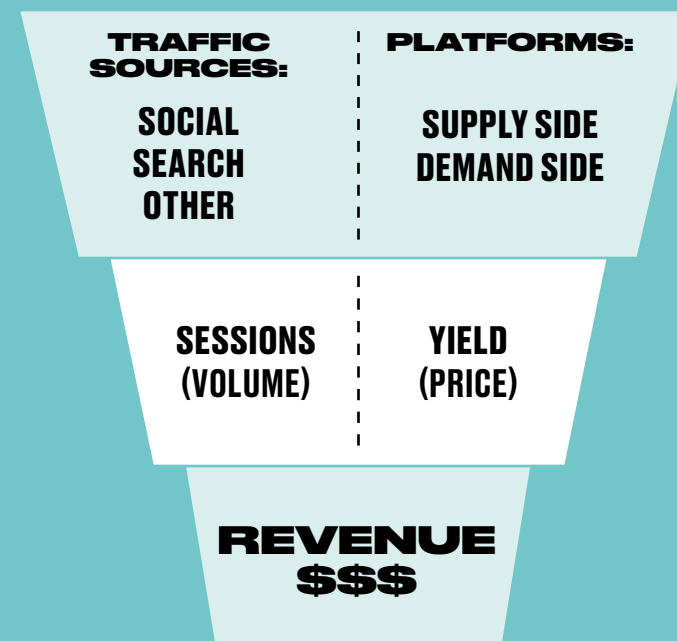 TRAFFIC
SOURCES:
SOCIAL
SEARCH
OTHER
PLATFORMS:
SUPPLY SIDE
DEMAND SIDE
SESSIONS
(VOLUME)
YIELD
(PRICE)
REVENUE
$$$